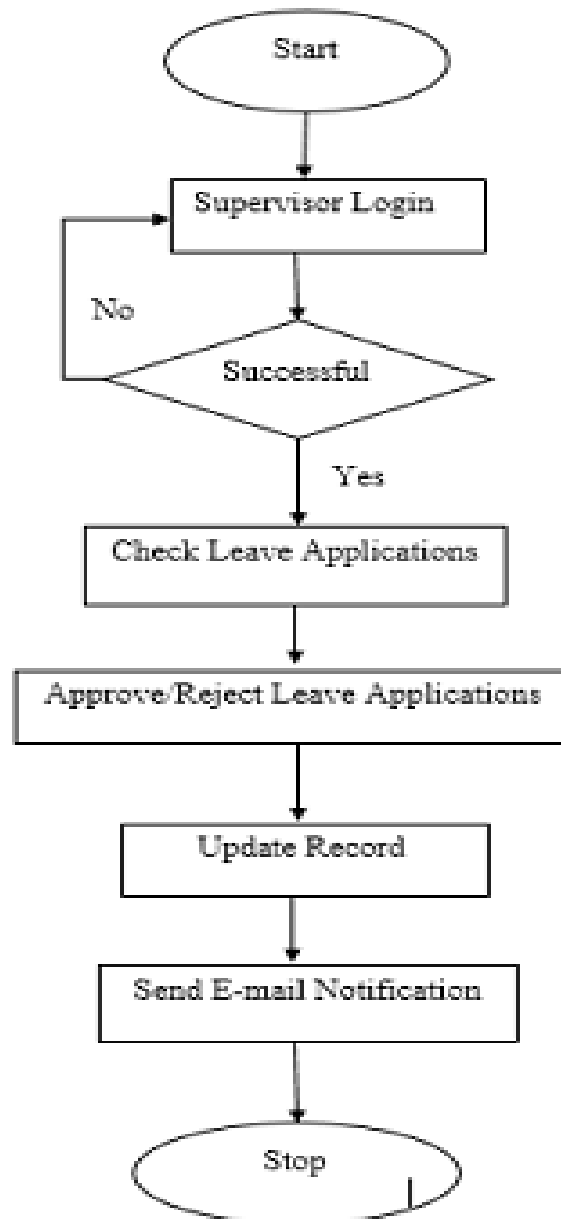 Start
Supervisor Login
No
Successful
Yes
Check Leave Applications
Approve/Reject Leave Applications
Update Record
Send E-mail Notification
Stop